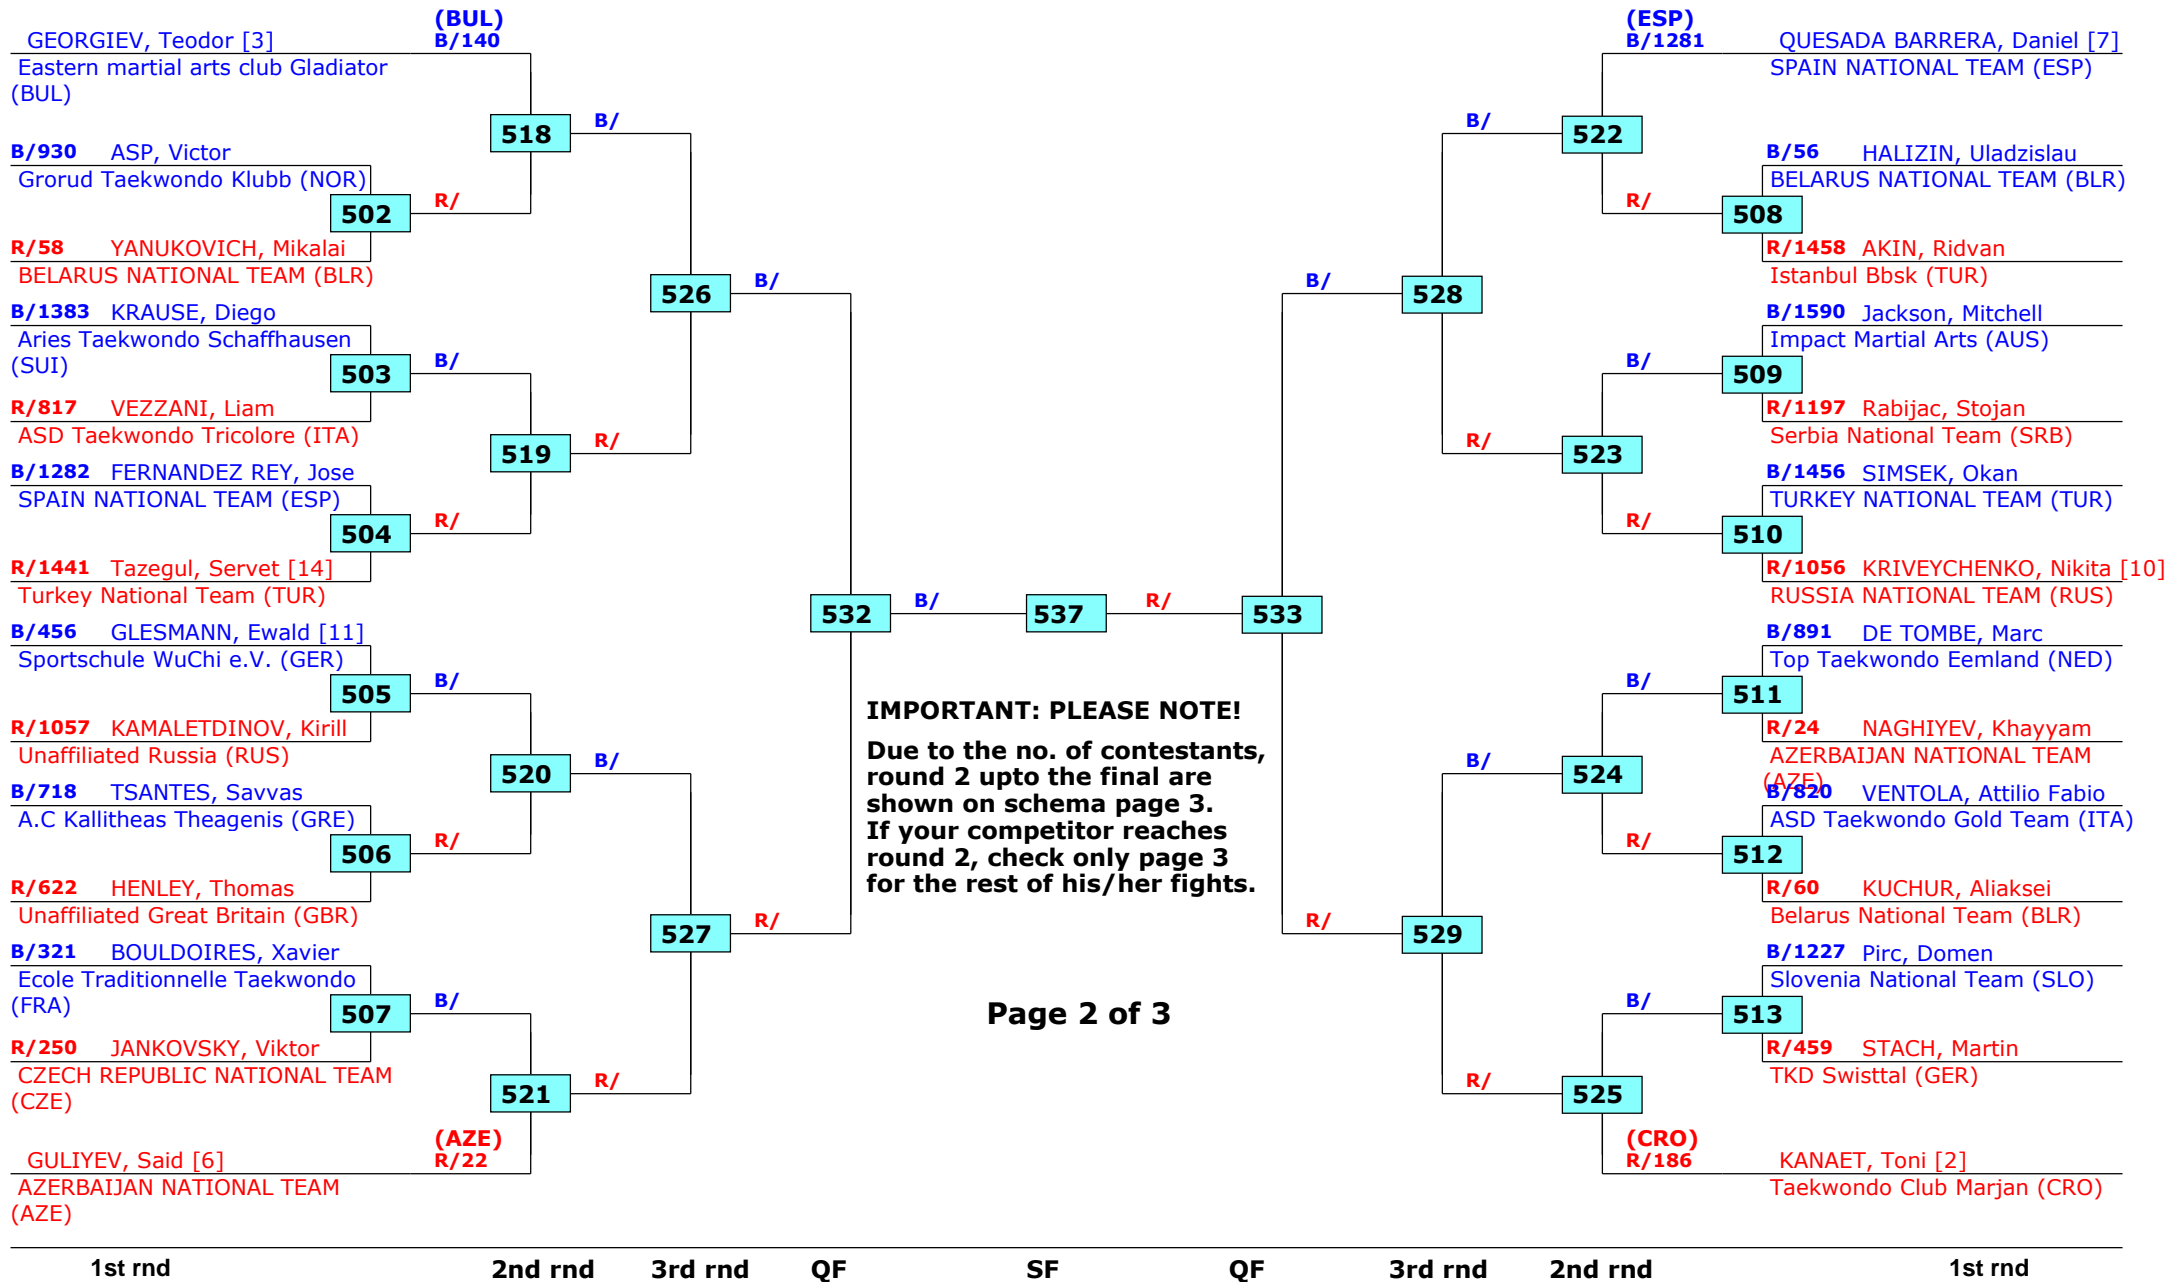 (BUL)
GEORGIEV, Teodor [3] B/140
Eastern martial arts club Gladiator
(BUL)
518 B/
B/930 ASP, Victor
Grorud Taekwondo Klubb (NOR)
502 R/
R/58 YANUKOVICH, Mikalai
BELARUS NATIONAL TEAM (BLR)
526 B/
B/1383 KRAUSE, Diego
Aries Taekwondo Schaffhausen
(SUI)
503 B/
R/817 VEZZANI, Liam
ASD Taekwondo Tricolore (ITA)
519 R/
B/1282 FERNANDEZ REY, Jose
SPAIN NATIONAL TEAM (ESP)
504 R/
R/1441 Tazegul, Servet [14]
Turkey National Team (TUR)
532 B/ 537 R/ 533
B/456 GLESMANN, Ewald [11]
Sportschule WuChi e.V. (GER)
505 B/
R/1057 KAMALETDINOV, Kirill
Unaffiliated Russia (RUS)
520 B/
B/718 TSANTES, Savvas
A.C Kallitheas Theagenis (GRE)
506 R/
R/622 HENLEY, Thomas
Unaffiliated Great Britain (GBR)
527 R/
B/321 BOULDOIRES, Xavier
Ecole Traditionnelle Taekwondo
(FRA)
507 B/
R/250 JANKOVSKY, Viktor
CZECH REPUBLIC NATIONAL TEAM
(CZE)
521 R/
(AZE)
GULIYEV, Said [6] R/22
AZERBAIJAN NATIONAL TEAM
(AZE)
IMPORTANT: PLEASE NOTE!
Due to the no. of contestants,
round 2 upto the final are
shown on schema page 3.
If your competitor reaches
round 2, check only page 3
for the rest of his/her fights.
Page 2 of 3
(ESP)
B/1281 QUESADA BARRERA, Daniel [7]
SPAIN NATIONAL TEAM (ESP)
B/ 522
B/56 HALIZIN, Uladzislau
BELARUS NATIONAL TEAM (BLR)
R/ 508
R/1458 AKIN, Ridvan
Istanbul Bbsk (TUR)
B/ 528
B/1590 Jackson, Mitchell
Impact Martial Arts (AUS)
B/ 509
R/1197 Rabijac, Stojan
Serbia National Team (SRB)
R/ 523
B/1456 SIMSEK, Okan
TURKEY NATIONAL TEAM (TUR)
R/ 510
R/1056 KRIVEYCHENKO, Nikita [10]
RUSSIA NATIONAL TEAM (RUS)
B/891 DE TOMBE, Marc
Top Taekwondo Eemland (NED)
B/ 511
R/24 NAGHIYEV, Khayyam
AZERBAIJAN NATIONAL TEAM
(AZE)
B/ 524
B/820 VENTOLA, Attilio Fabio
ASD Taekwondo Gold Team (ITA)
R/ 512
R/60 KUCHUR, Aliaksei
Belarus National Team (BLR)
R/ 529
B/1227 Pirc, Domen
Slovenia National Team (SLO)
B/ 513
R/459 STACH, Martin
TKD Swisttal (GER)
R/ 525
(CRO)
R/186 KANAET, Toni [2]
Taekwondo Club Marjan (CRO)
1st rnd 2nd rnd 3rd rnd QF SF QF 3rd rnd 2nd rnd 1st rnd